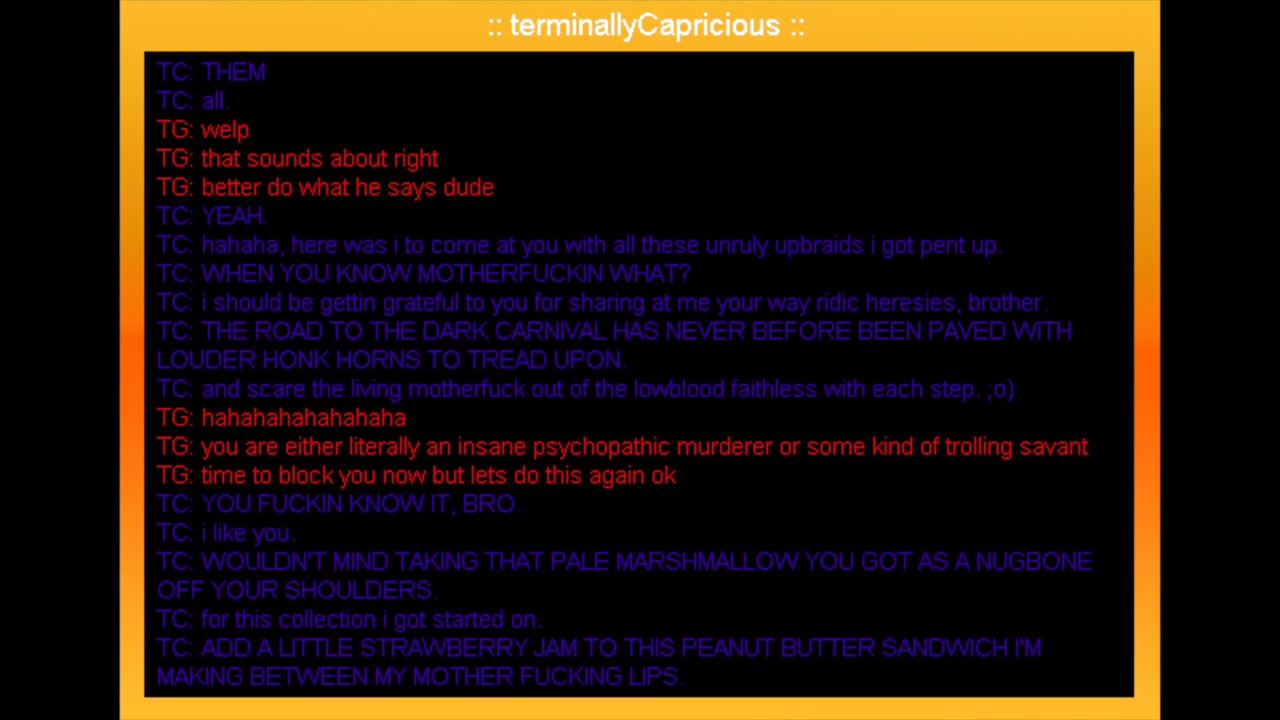 :: terminallyCapricious ::
TC: THEM
TC: all.
TG: welp
TG: that sounds about right
TG: better do what he says dude
TC: YEAH.
TC: hahaha, here was i to come at you with all these unruly upbraids i got pent up.
TC: WHEN YOU KNOW MOTHERFUCKIN WHAT?
TC: i should be gettin grateful to you for sharing at me your way ridic heresies, brother.
TC: THE ROAD TO THE DARK CARNIVAL HAS NEVER BEFORE BEEN PAVED WITH
LOUDER HONK HORNS TO TREAD UPON.
TC: and scare the living motherfuck out of the lowblood faithless with each step. ;o)
TG: hahahahahahahaha
TG: you are either literally an insane psychopathic murderer or some kind of trolling savant
TG: time to block you now but lets do this again ok
TC: YOU FUCKIN KNOW IT, BRO.
TC: i like you.
TC: WOULDN'T MIND TAKING THAT PALE MARSHMALLOW YOU GOT AS A NUGBONE
OFF YOUR SHOULDERS.
TC: for this collection i got started on.
TC: ADD A LITTLE STRAWBERRY JAM TO THIS PEANUT BUTTER SANDWICH I'M
MAKING BETWEEN MY MOTHER FUCKING LIPS.